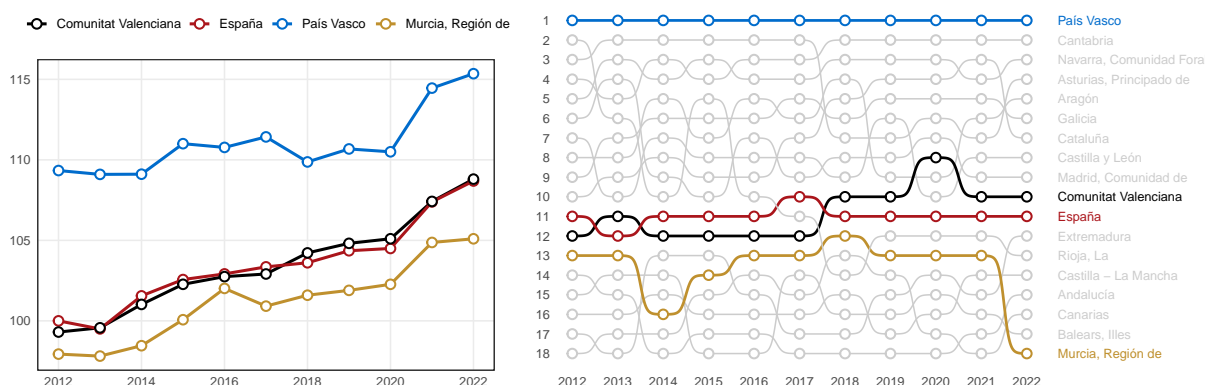 Comunitat Valenciana España País Vasco Murcia, Región de
115
110
105
100
2012 2014 2016 2018 2020 2022
1 País Vasco
2 Cantabria
3 Navarra, Comunidad Fora
4 Asturias, Principado de
5 Aragón
6 Galicia
7 Cataluña
8 Castilla y León
9 Madrid, Comunidad de
10 Comunitat Valenciana
11 España
12 Extremadura
13 Rioja, La
14 Castilla – La Mancha
15 Andalucía
16 Canarias
17 Balears, Illes
18 Murcia, Región de
2012 2013 2014 2015 2016 2017 2018 2019 2020 2021 2022